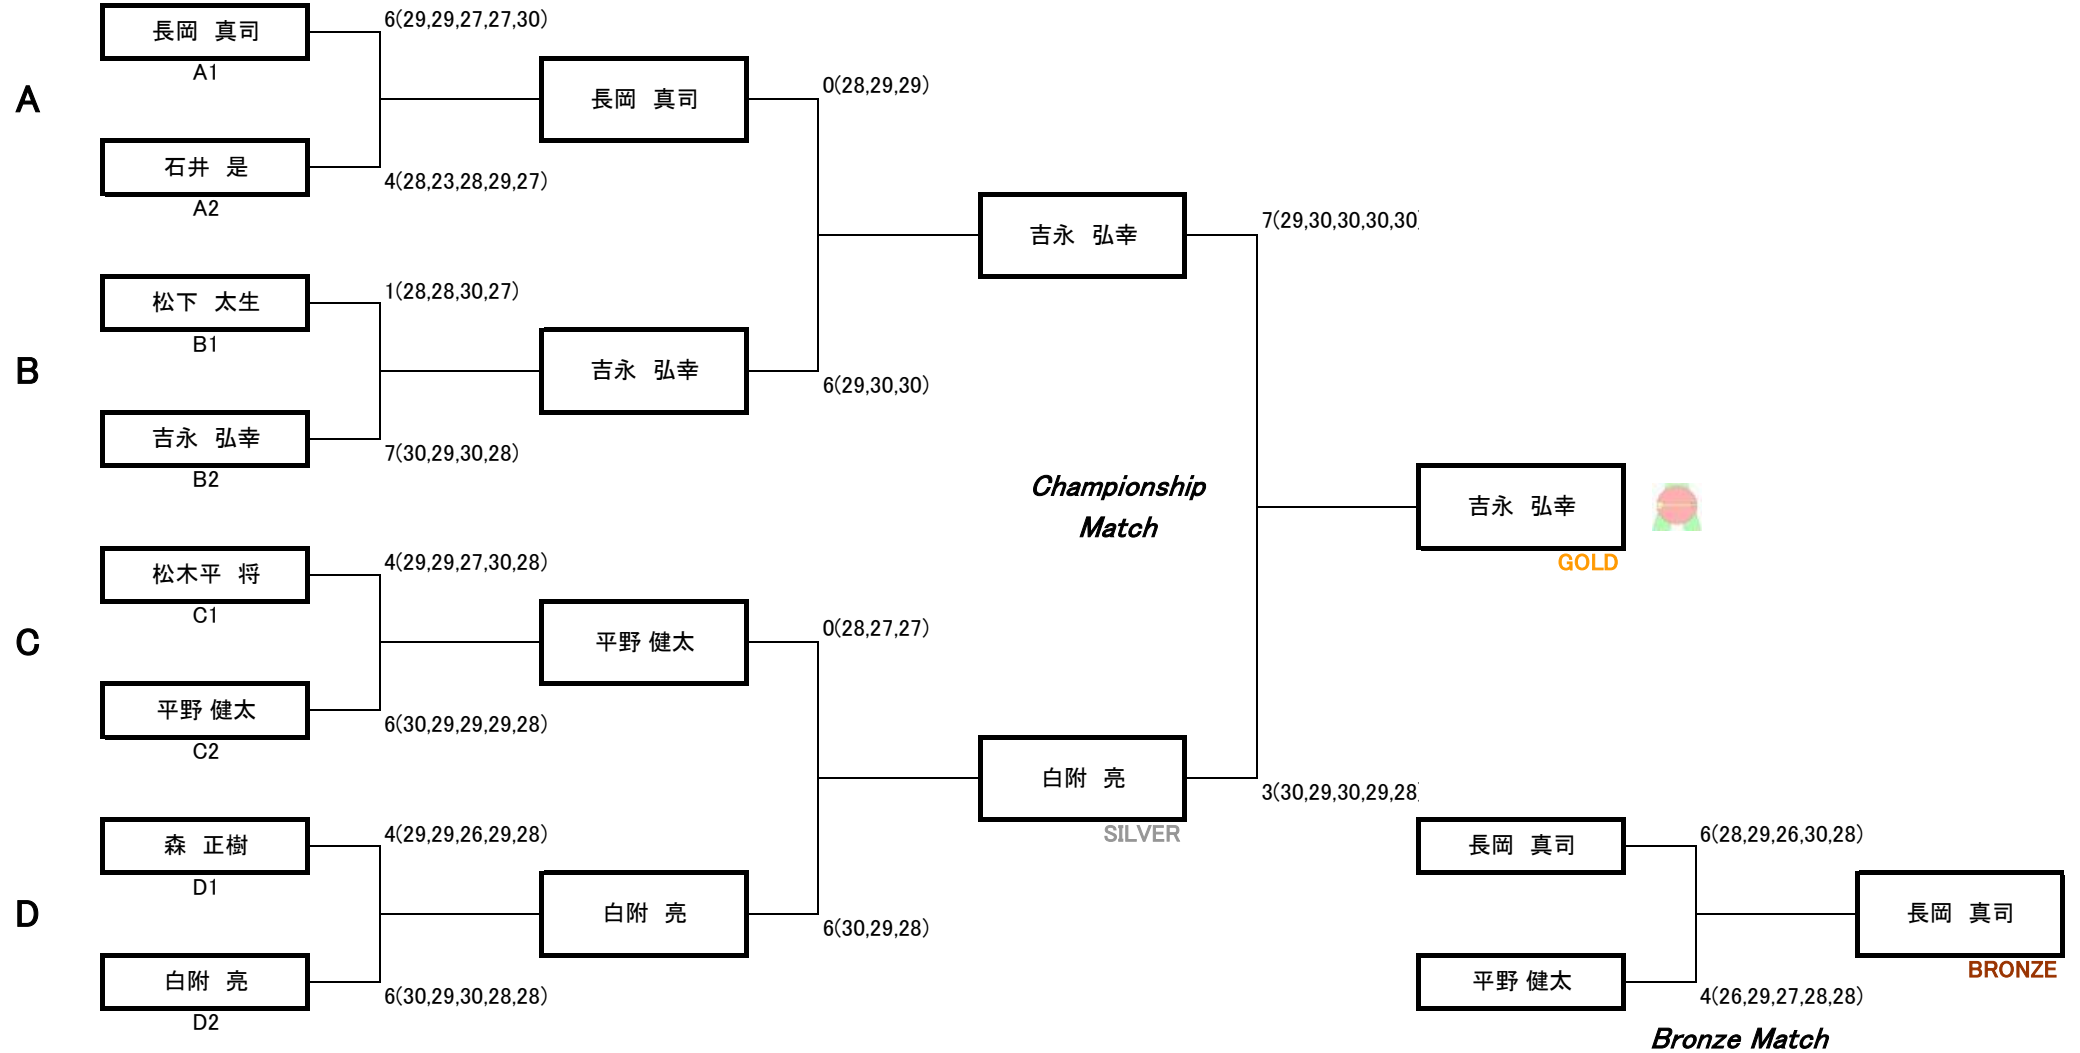 A
長岡　真司
A1
6(29,29,27,27,30)
石井　是
A2
4(28,23,28,29,27)
長岡　真司
0(28,29,29)
B
松下　太生
B1
1(28,28,30,27)
吉永　弘幸
B2
7(30,29,30,28)
吉永　弘幸
6(29,30,30)
吉永　弘幸
7(29,30,30,30,30)
C
松木平　将
C1
4(29,29,27,30,28)
平野 健太
C2
6(30,29,29,29,28)
平野 健太
0(28,27,27)
D
森　正樹
D1
4(29,29,26,29,28)
白附　亮
D2
6(30,29,30,28,28)
白附　亮
6(30,29,28)
白附　亮
SILVER
3(30,29,30,29,28)
Championship
Match
吉永　弘幸
GOLD
長岡　真司
6(28,29,26,30,28)
平野 健太
4(26,29,27,28,28)
長岡　真司
BRONZE
Bronze Match